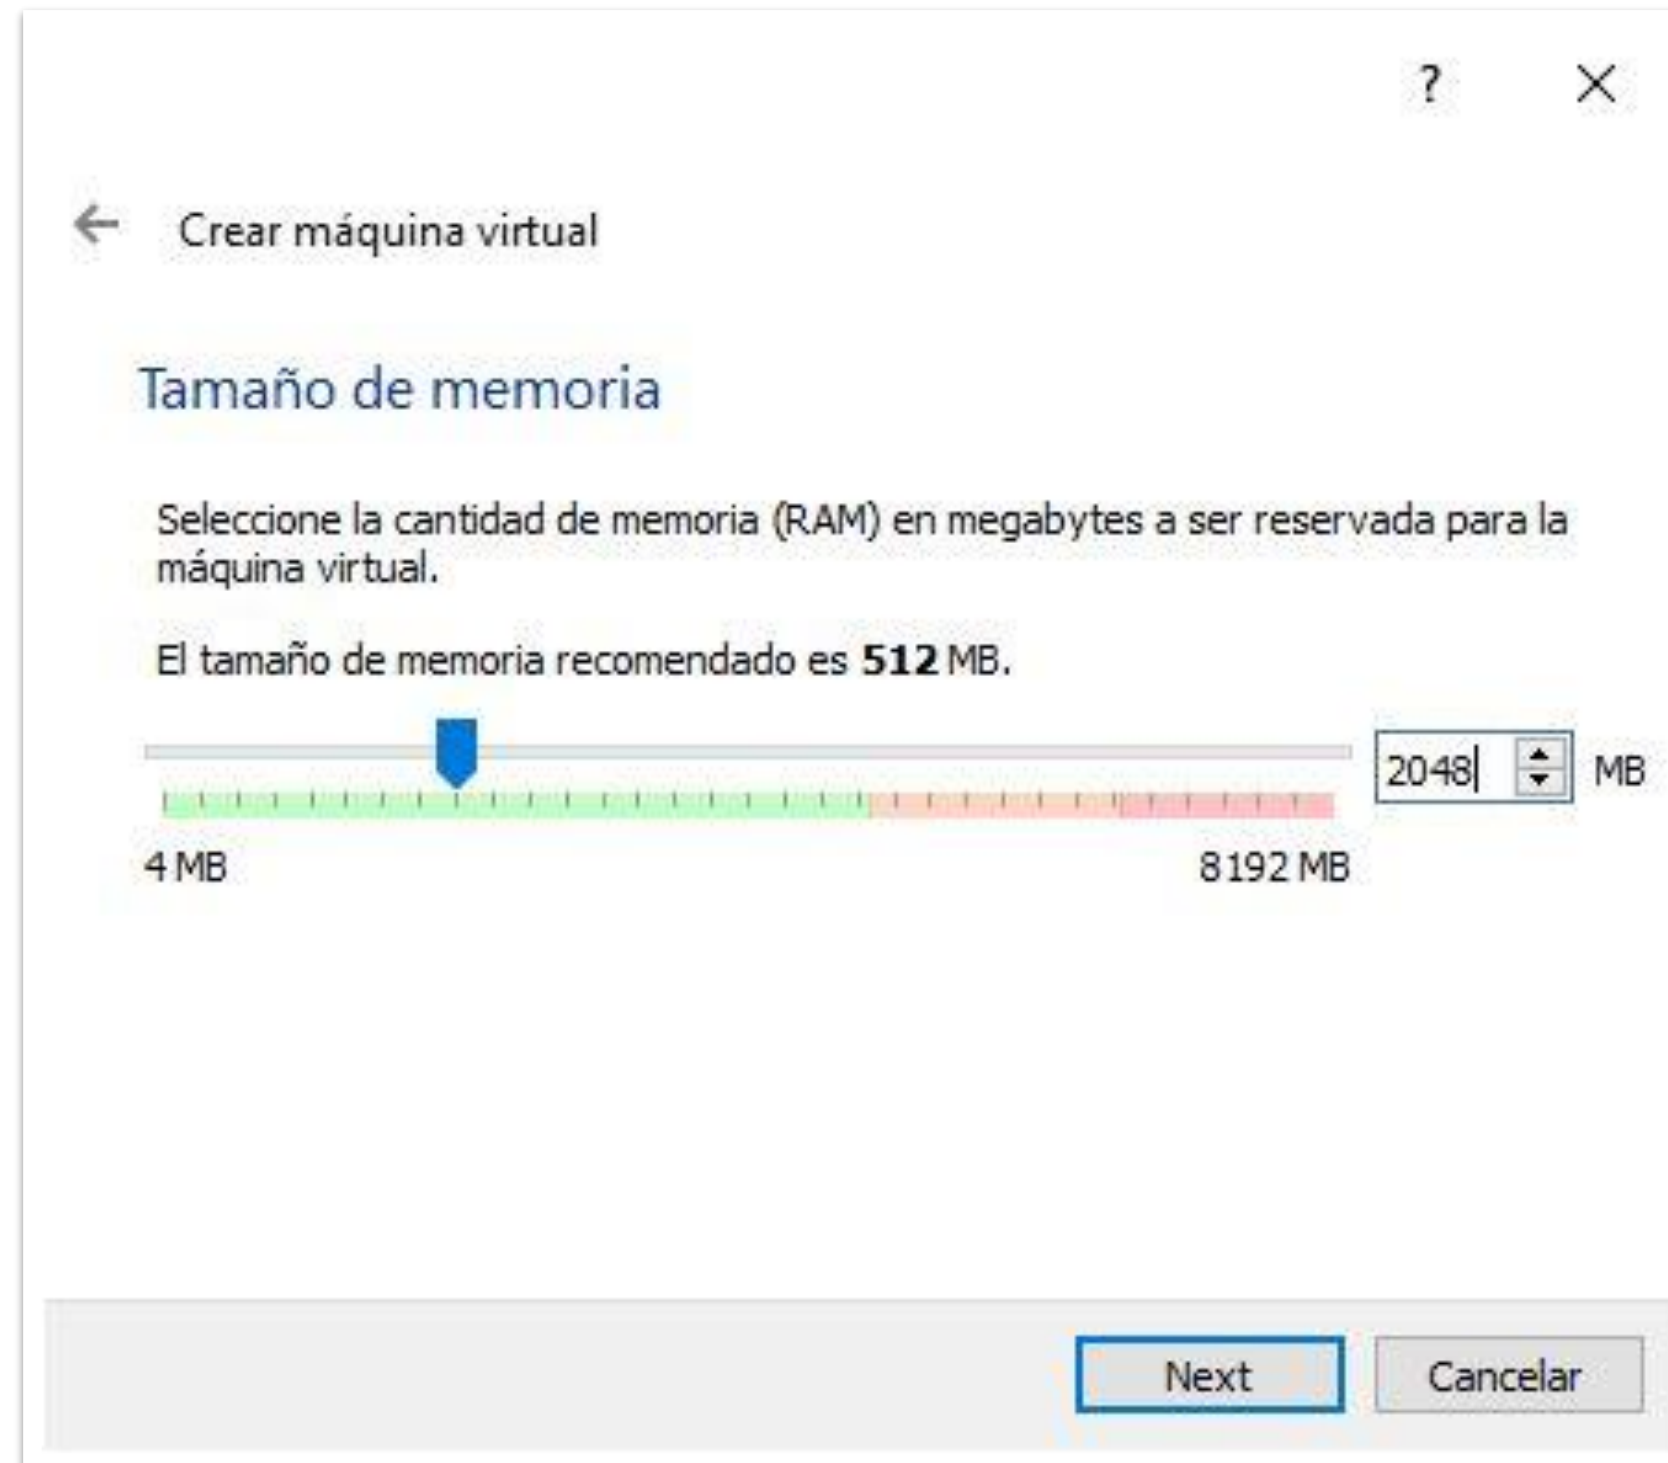 ?
Crear máquina virtual
Tamaño de memoria
Seleccione la cantidad de memoria (RAM) en megabytes a ser reservada para la
máquina virtual.
El tamaño de memoria recomendado es 512 MB.
2048 MB
4 MB 8192 MB
Next Cancelar